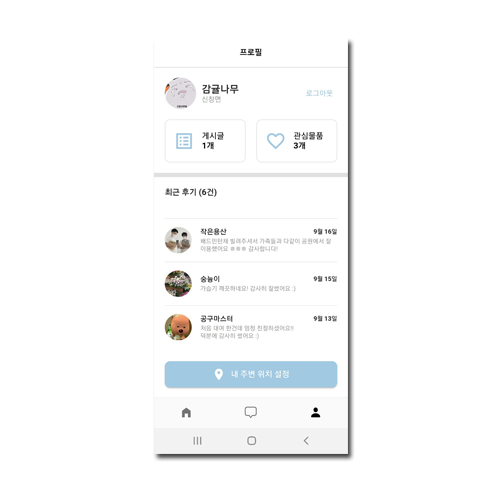 프로필
감귤나무
신창면
로그아웃
게시글
1개
관심물품
3개
최근 후기 (6건)
작은용산
9월 16일
배드민턴채 빌려주셔서 가족들과 다같이 공원에서 잘
이용했어요 ㅎㅎㅎ 감사합니다!
숭늉이
9월 15일
가습기 깨끗하네요! 감사히 잘썼어요 :)
공구마스터
9월 13일
처음 대여 한건데 엄청 친절하셨어요!!
덕분에 감사히 썼어요 :)
내 주변 위치 설정